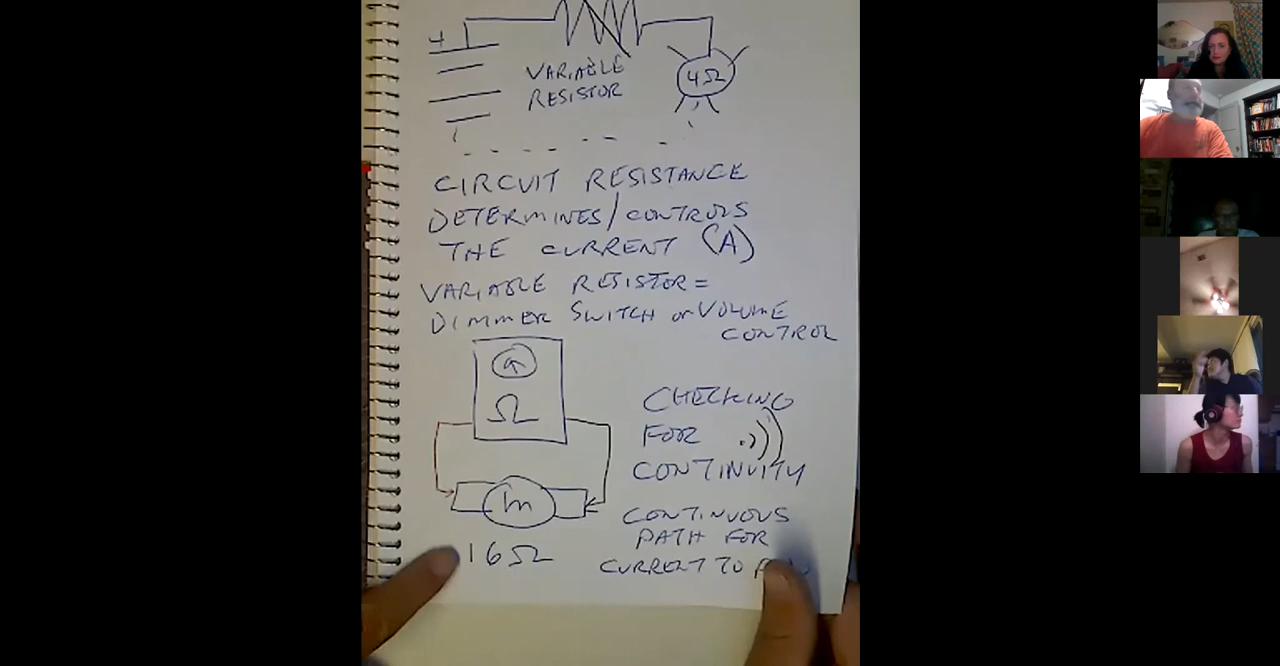 +
VARIABLE
RESISTOR
4Ω
CIRCUIT RESISTANCE
DETERMINES/CONTROLS
THE CURRENT (A)
VARIABLE RESISTOR =
DIMMER SWITCH or VOLUME
CONTROL
Ω
CHECKING
FOR
CONTINUITY
m
16Ω
CONTINUOUS
PATH FOR
CURRENT TO